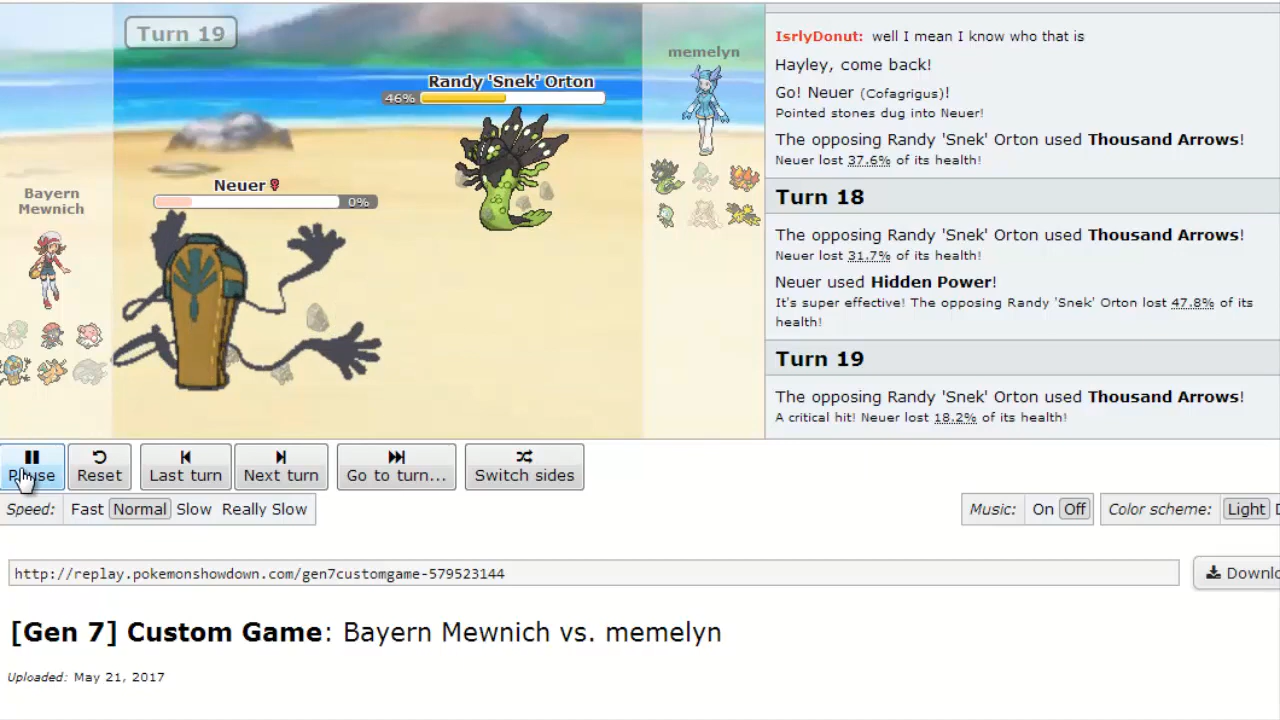 Turn 19
memelyn
Randy 'Snek' Orton
46%
Bayern
Mewnich
Neuer
0%
IsrlyDonut: well I mean I know who that is
Hayley, come back!
Go! Neuer (Cofagrigus)!
Pointed stones dug into Neuer!
The opposing Randy 'Snek' Orton used Thousand Arrows!
Neuer lost 37.6% of its health!
Turn 18
The opposing Randy 'Snek' Orton used Thousand Arrows!
Neuer lost 31.7% of its health!
Neuer used Hidden Power!
It's super effective! The opposing Randy 'Snek' Orton lost 47.8% of its
health!
Turn 19
The opposing Randy 'Snek' Orton used Thousand Arrows!
A critical hit! Neuer lost 18.2% of its health!
Pause Reset Last turn Next turn Go to turn... Switch sides
Speed: Fast Normal Slow Really Slow Music: On Off Color scheme: Light D
http://replay.pokemonshowdown.com/gen7customgame-579523144
Downlo
[Gen 7] Custom Game: Bayern Mewnich vs. memelyn
Uploaded: May 21, 2017